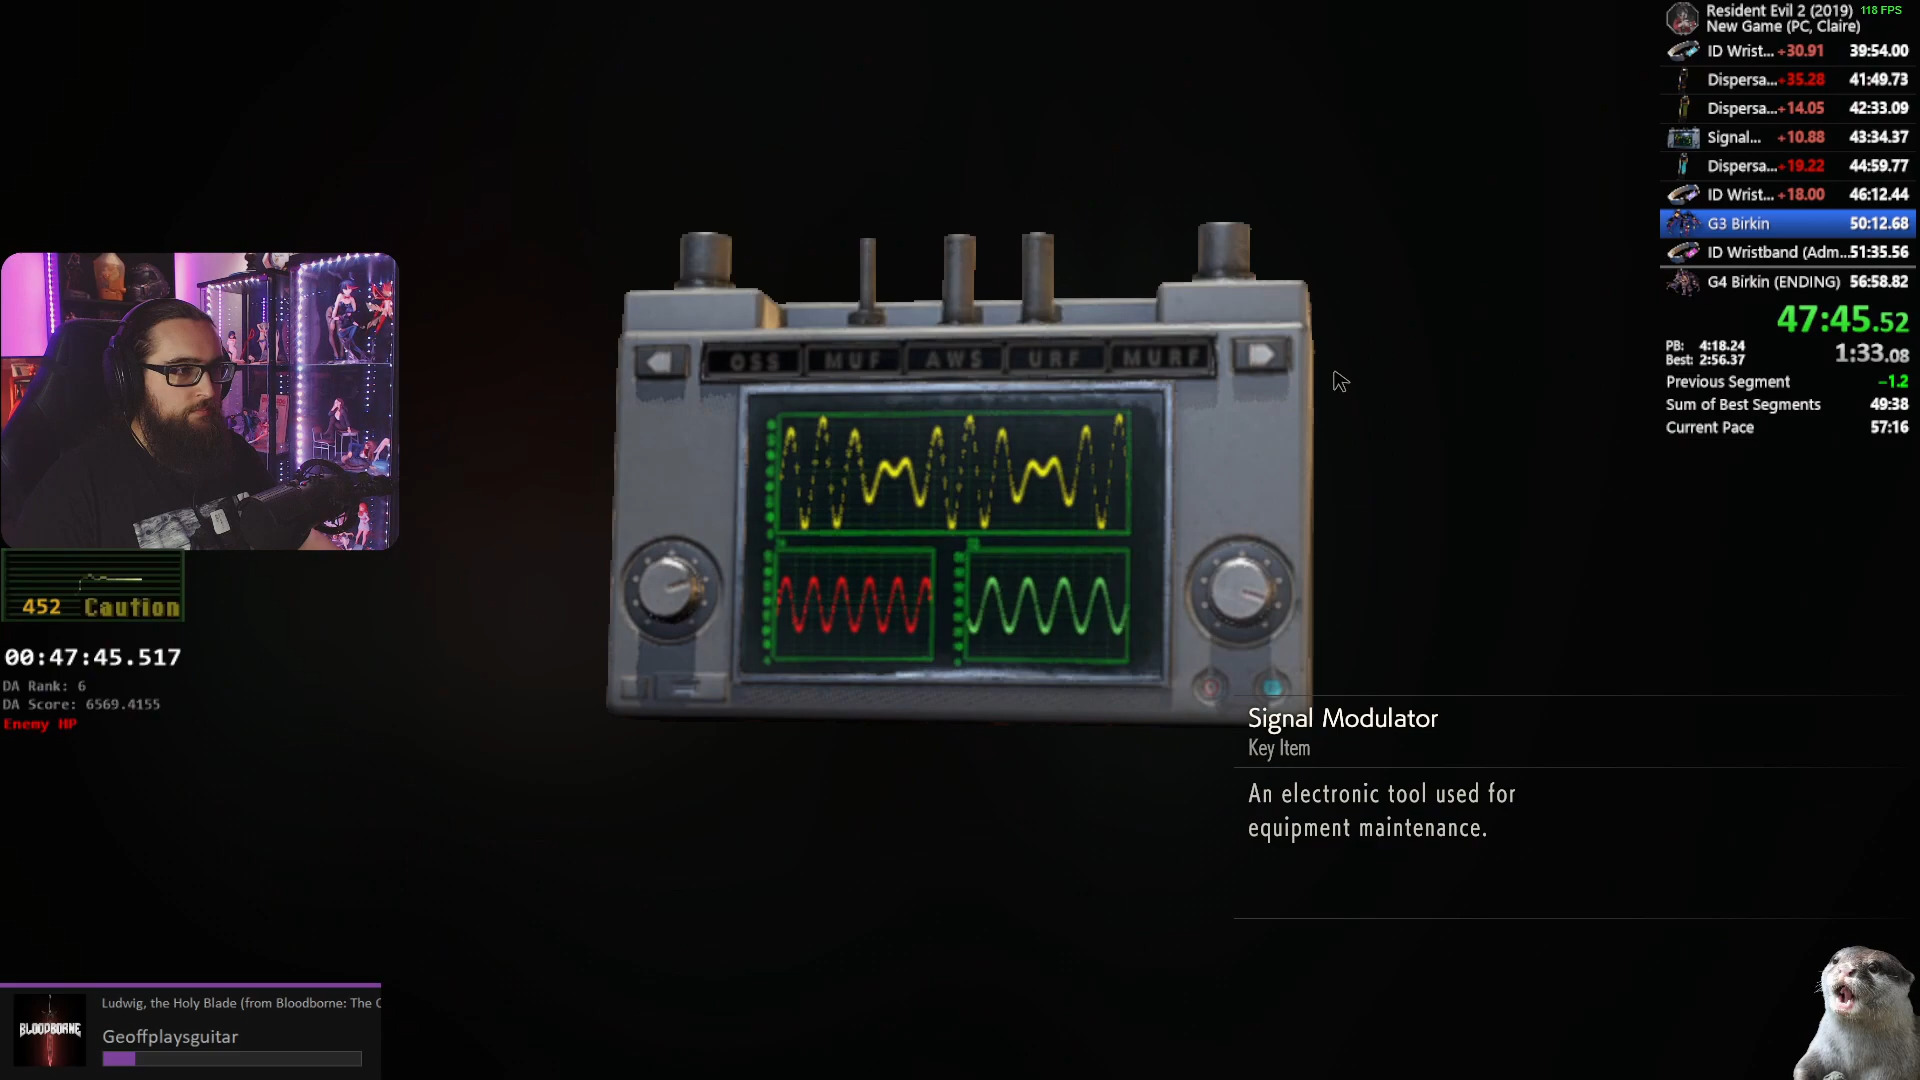 Resident Evil 2 (2019)
118 FPS
New Game (PC, Claire)
ID Wrist... +30.91 39:54.00
Dispersa...+35.28 41:49.73
Dispersa...+14.05 42:33.09
Signal... +10.88 43:34.37
Dispersa...+19.22 44:59.77
ID Wrist... +18.00 46:12.44
G3 Birkin 50:12.68
ID Wristband (Adm...51:35.56
G4 Birkin (ENDING) 56:58.82
47:45.52
PB: 4:18.24
Best: 2:56.37
1:33.08
Previous Segment -1.2
Sum of Best Segments 49:38
Current Pace 57:16
OSS MUF AWS URF MURF
452 Caution
00:47:45.517
DA Rank: 6
DA Score: 6569.4155
Enemy HP
Signal Modulator
Key Item
An electronic tool used for
equipment maintenance.
Ludwig, the Holy Blade (from Bloodborne: The
BLOODBORNE
Geoffplaysguitar